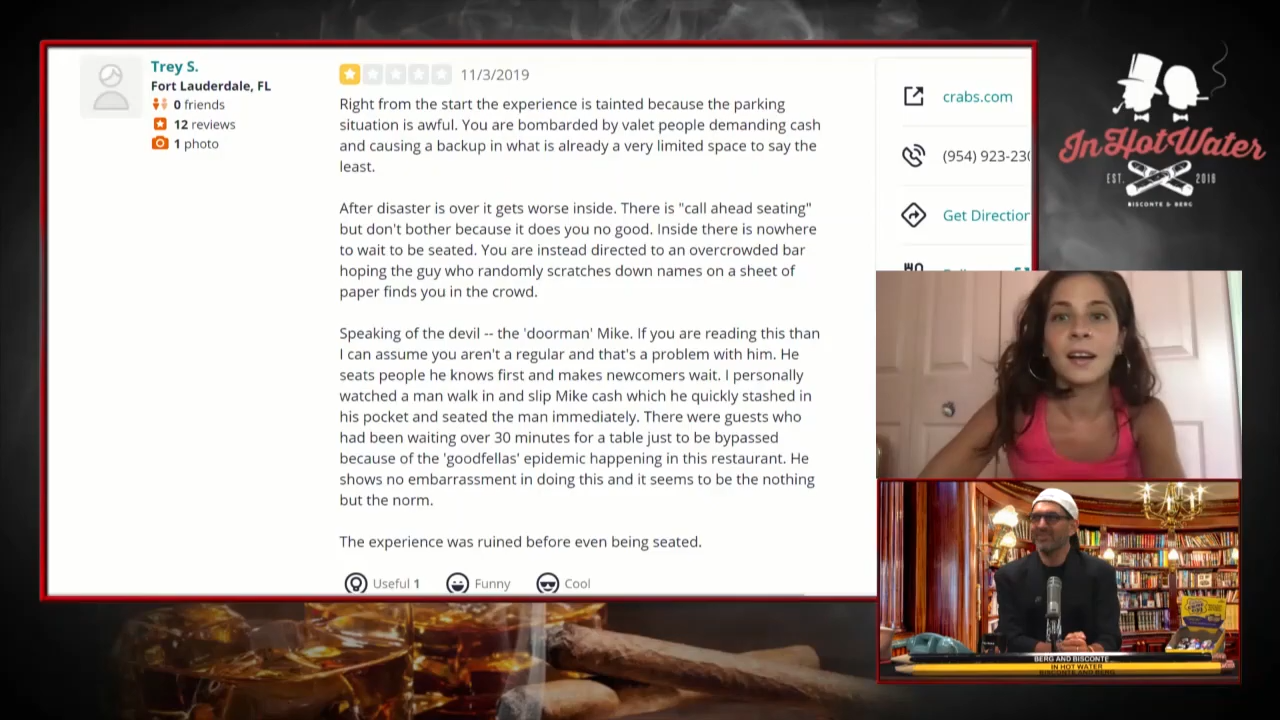 Trey S.
Fort Lauderdale, FL
0 friends
12 reviews
1 photo
11/3/2019
Right from the start the experience is tainted because the parking
situation is awful. You are bombarded by valet people demanding cash
and causing a backup in what is already a very limited space to say the
least.
After disaster is over it gets worse inside. There is "call ahead seating"
but don't bother because it does you no good. Inside there is nowhere
to wait to be seated. You are instead directed to an overcrowded bar
hoping the guy who randomly scratches down names on a sheet of
paper finds you in the crowd.
Speaking of the devil -- the 'doorman' Mike. If you are reading this than
I can assume you aren't a regular and that's a problem with him. He
seats people he knows first and makes newcomers wait. I personally
watched a man walk in and slip Mike cash which he quickly stashed in
his pocket and seated the man immediately. There were guests who
had been waiting over 30 minutes for a table just to be bypassed
because of the 'goodfellas' epidemic happening in this restaurant. He
shows no embarrassment in doing this and it seems to be the nothing
but the norm.
The experience was ruined before even being seated.
Useful 1
Funny
Cool
crabs.com
(954) 923-230
Get Direction
In Hot Water
EST. 2018
BISCONTE & BERG
BERG AND BISCONTE
IN HOT WATER